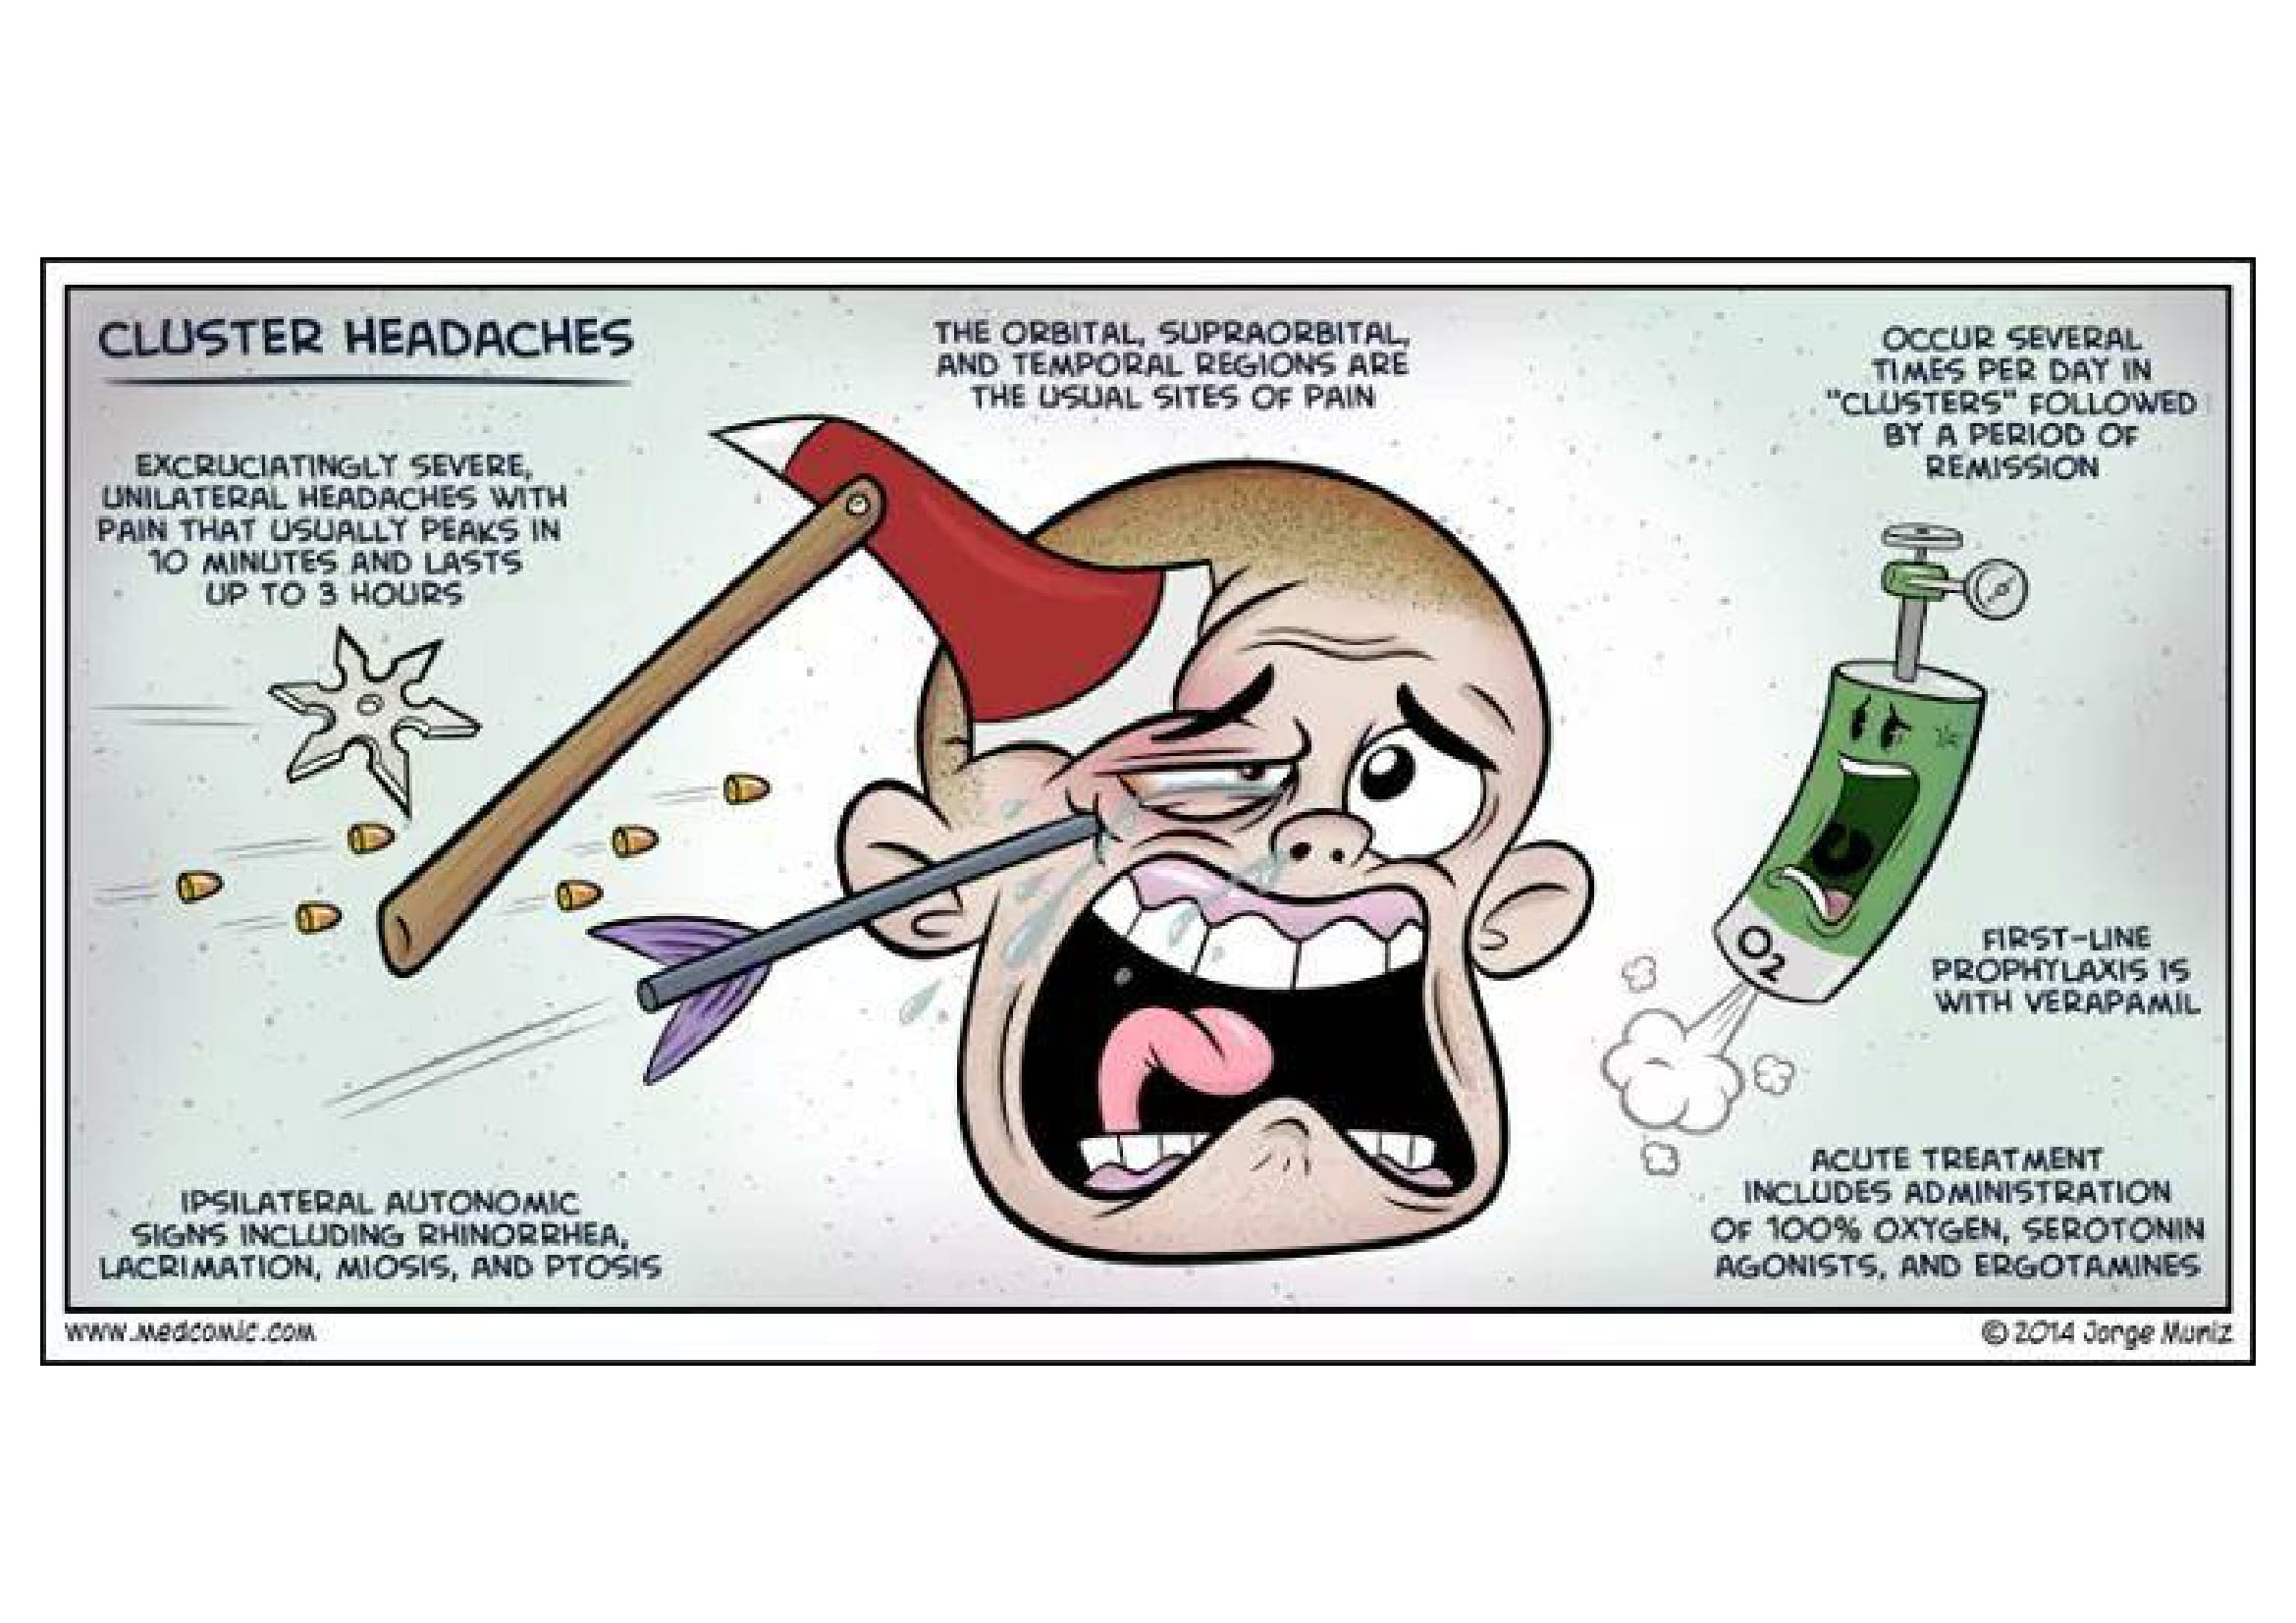 CLUSTER HEADACHES
EXCRUCIATINGLY SEVERE,
UNILATERAL HEADACHES WITH
PAIN THAT USUALLY PEAKS IN
10 MINUTES AND LASTS
UP TO 3 HOURS
THE ORBITAL, SUPRAORBITAL,
AND TEMPORAL REGIONS ARE
THE USUAL SITES OF PAIN
OCCUR SEVERAL
TIMES PER DAY IN
"CLUSTERS" FOLLOWED
BY A PERIOD OF
REMISSION
O2
FIRST-LINE
PROPHYLAXIS IS
WITH VERAPAMIL
IPSILATERAL AUTONOMIC
SIGNS INCLUDING RHINORRHEA,
LACRIMATION, MIOSIS, AND PTOSIS
ACUTE TREATMENT
INCLUDES ADMINISTRATION
OF 100% OXYGEN, SEROTONIN
AGONISTS, AND ERGOTAMINES
www.medcomic.com
© 2014 Jorge Muniz